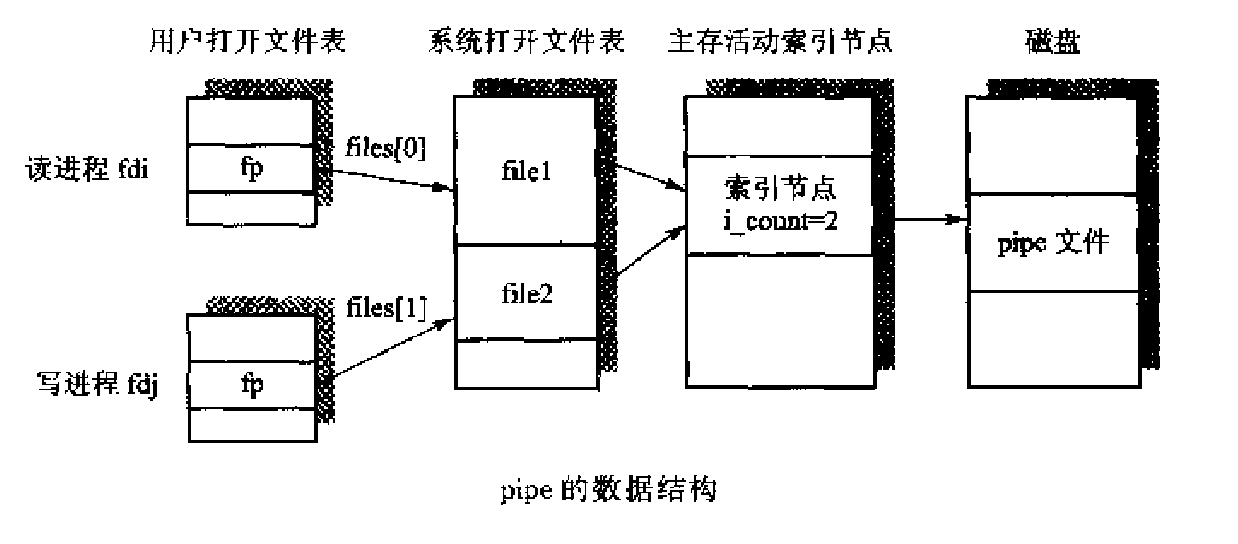 用户打开文件表 系统打开文件表 主存活动索引节点 磁盘
files[0]
读进程 fdi fp file1 索引节点
i_count=2
pipe 文件
files[1] file2
写进程 fdj fp
pipe 的数据结构